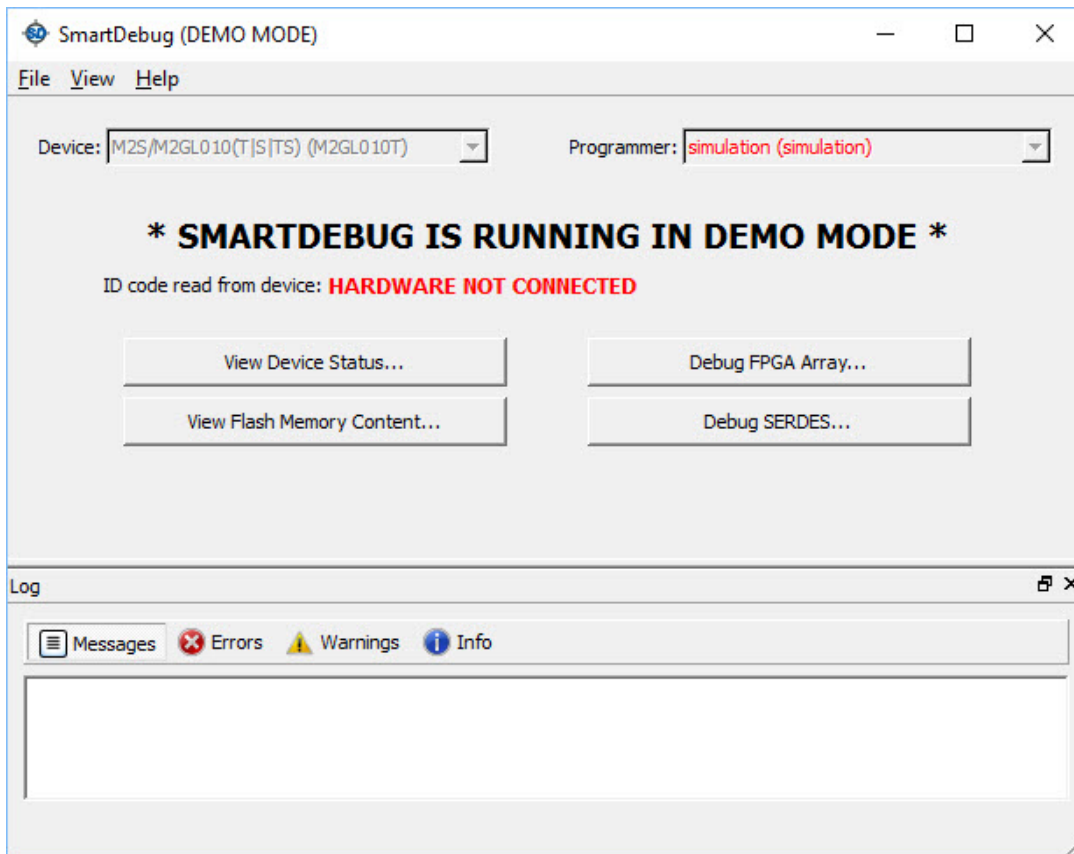 SmartDebug (DEMO MODE)
File View Help
Device: M2S/M2GL010(T|S|TS) (M2GL010T) Programmer: simulation (simulation)
* SMARTDEBUG IS RUNNING IN DEMO MODE *
ID code read from device: HARDWARE NOT CONNECTED
View Device Status... Debug FPGA Array...
View Flash Memory Content... Debug SERDES...
Log
Messages Errors Warnings Info